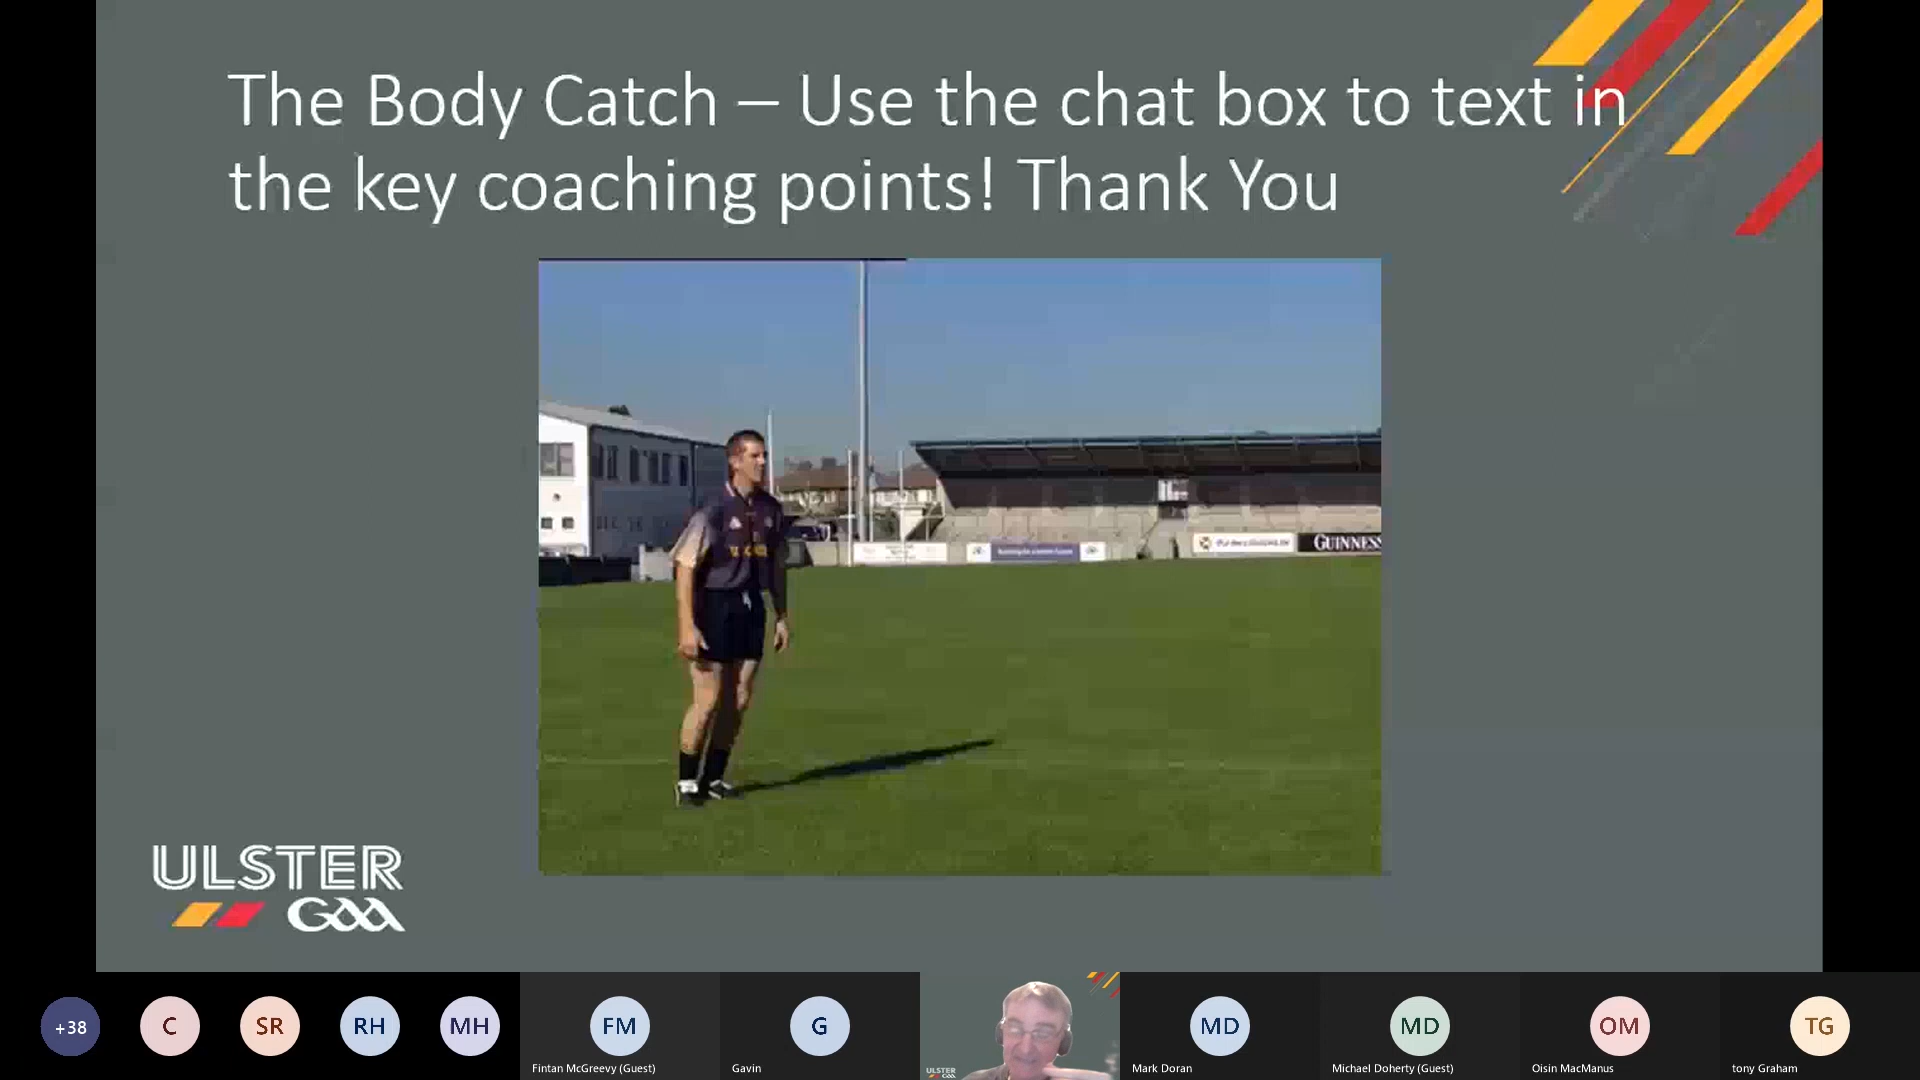 The Body Catch – Use the chat box to text in
the key coaching points! Thank You
GUINNESS
ULSTER
GAA
+38
C
SR
RH
MH
FM
G
MD
MD
OM
TG
Fintan McGreevy (Guest)
Gavin
ULSTER
GAA
Mark Doran
Michael Doherty (Guest)
Oisin MacManus
tony Graham